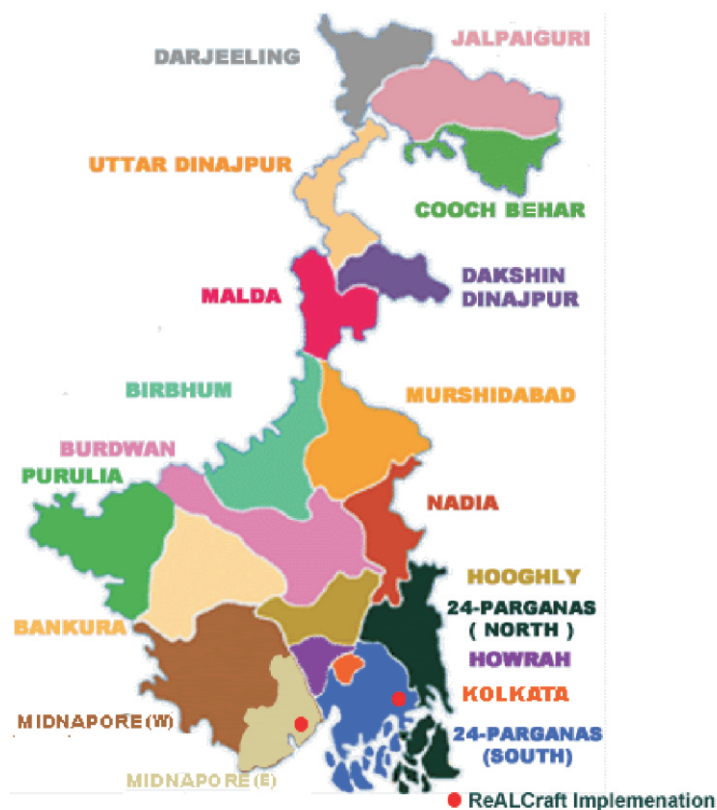 JALPAIGURI
DARJEELING
UTTAR DINAJPUR
COOCH BEHAR
DAKSHIN
DINAJPUR
MALDA
BIRBHUM
MURSHIDABAD
BURDWAN
PURULIA
NADIA
HOOGHLY
24-PARGANAS
( NORTH )
BANKURA
HOWRAH
KOLKATA
MIDNAPORE(W)
24-PARGANAS
(SOUTH)
MIDNAPORE(E)
ReALCraft Implemenation